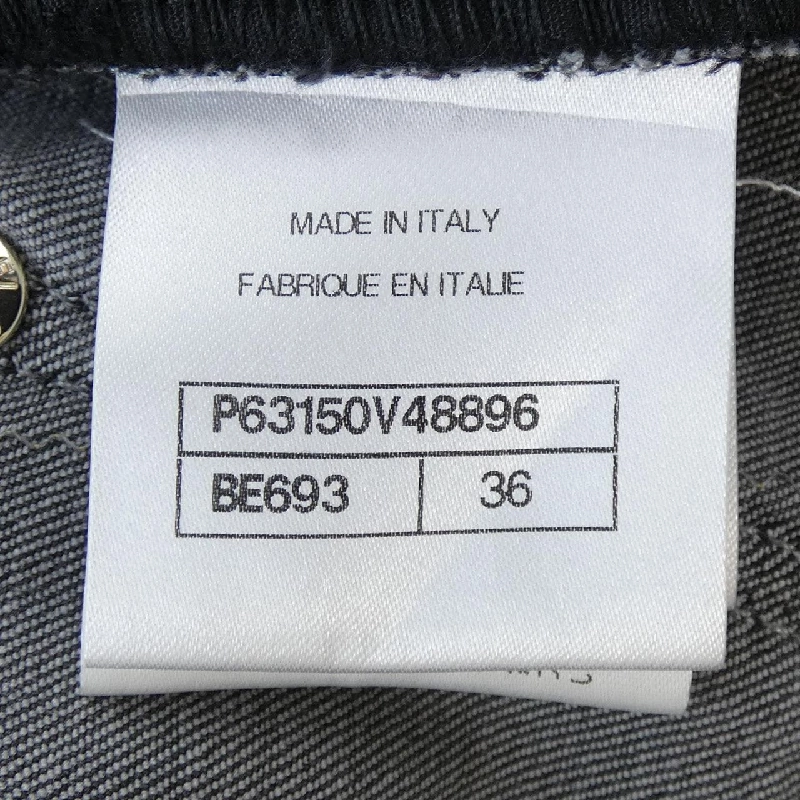 MADE IN ITALY
FABRIQUE EN ITALIE
P63150V48896
BE693 36